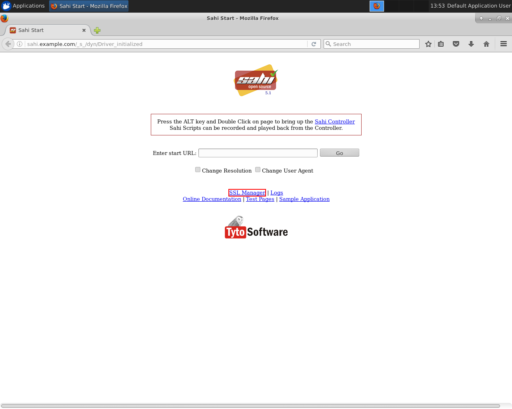 Applications
Sahi Start - Mozilla Firefox
13:53 Default Application User
Sahi Start - Mozilla Firefox
Sahi Start
sahi.example.com/_s_/dyn/Driver_initialized
Search
sahi
open source
5.1
Press the ALT key and Double Click on page to bring up the Sahi Controller
Sahi Scripts can be recorded and played back from the Controller.
Enter start URL:
Go
Change Resolution
Change User Agent
SSL Manager | Logs
Online Documentation | Test Pages | Sample Application
Tyto Software